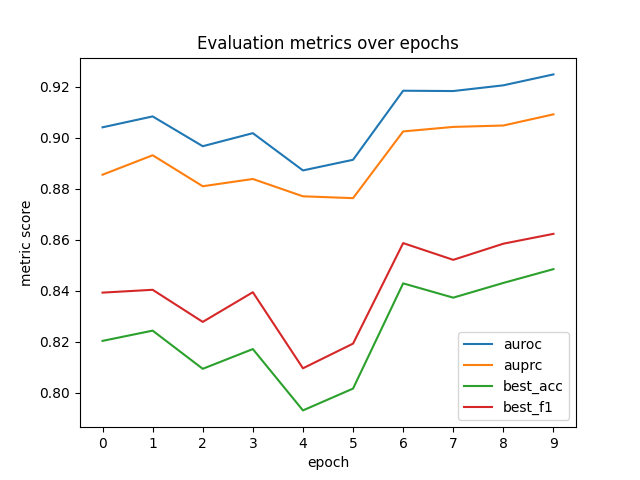 Evaluation metrics over epochs
metric score
0.92
0.90
0.88
0.86
0.84
0.82
0.80
auroc
auprc
best_acc
best_f1
0 1 2 3 4 5 6 7 8 9
epoch